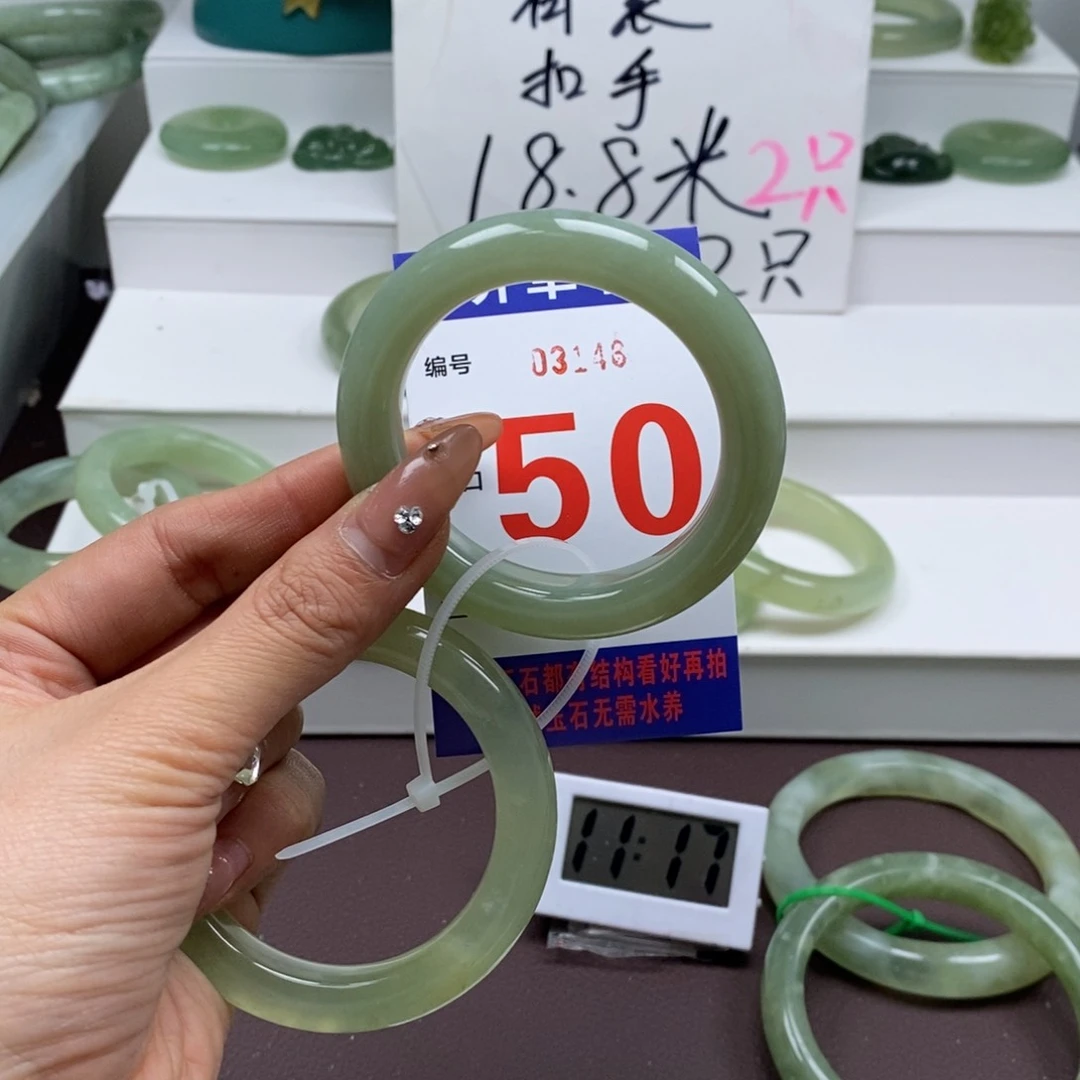 扣手
18.8米 2只
2只
编号 03146
50
石都有结构看好再拍
玉石无需水养
11:17